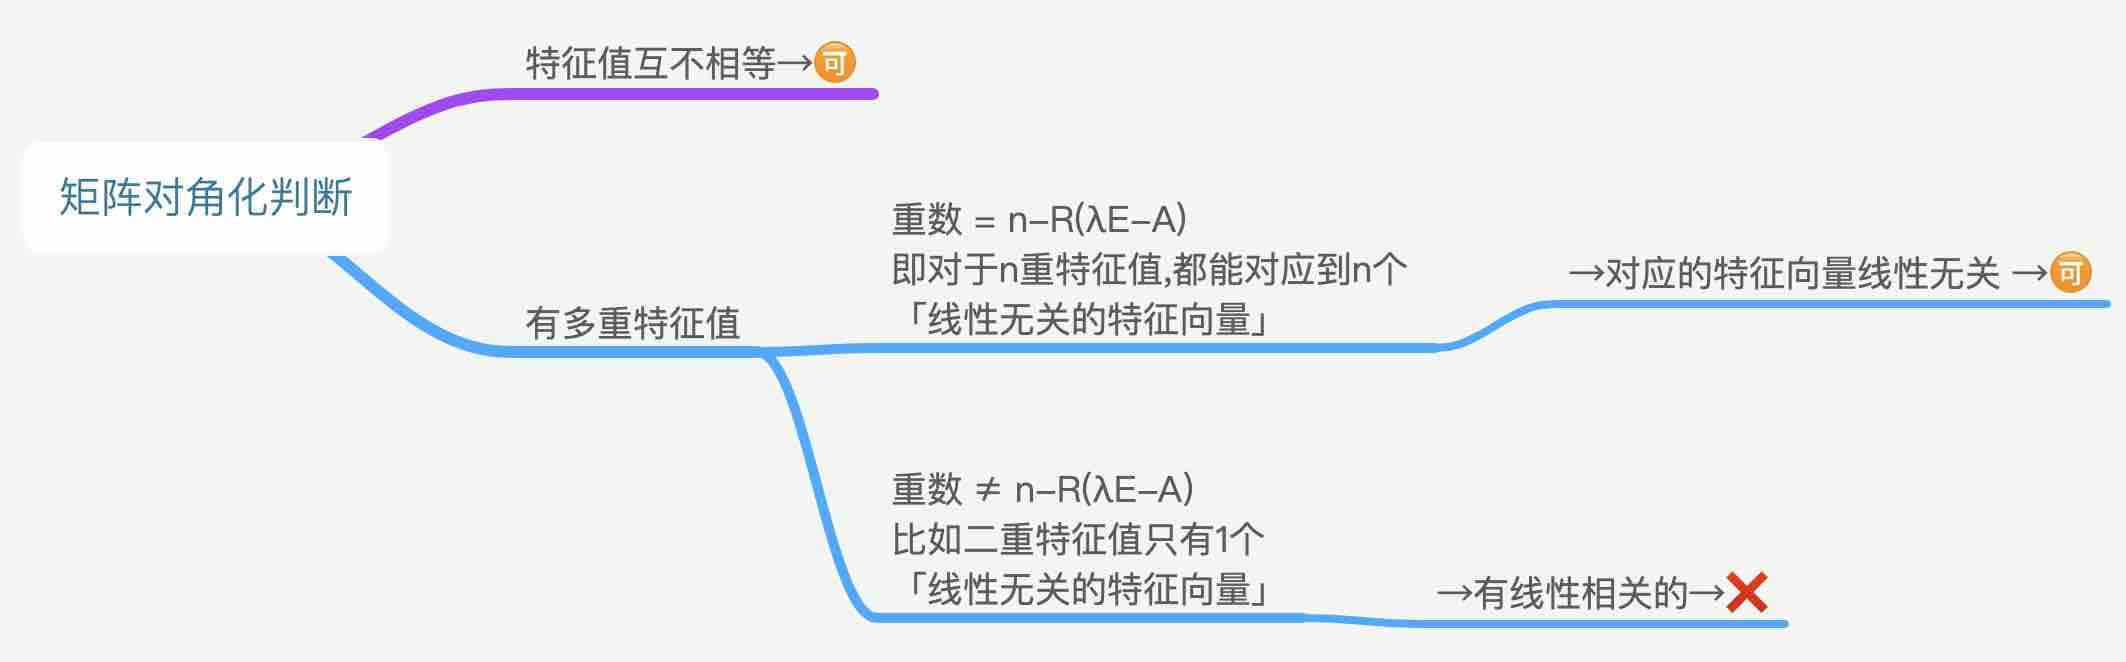 特征值互不相等→🉑
矩阵对角化判断
有多重特征值
重数 = n-R(λE-A)
即对于n重特征值,都能对应到n个
「线性无关的特征向量」
→对应的特征向量线性无关 →🉑
重数 ≠ n-R(λE-A)
比如二重特征值只有1个
「线性无关的特征向量」
→有线性相关的→❌